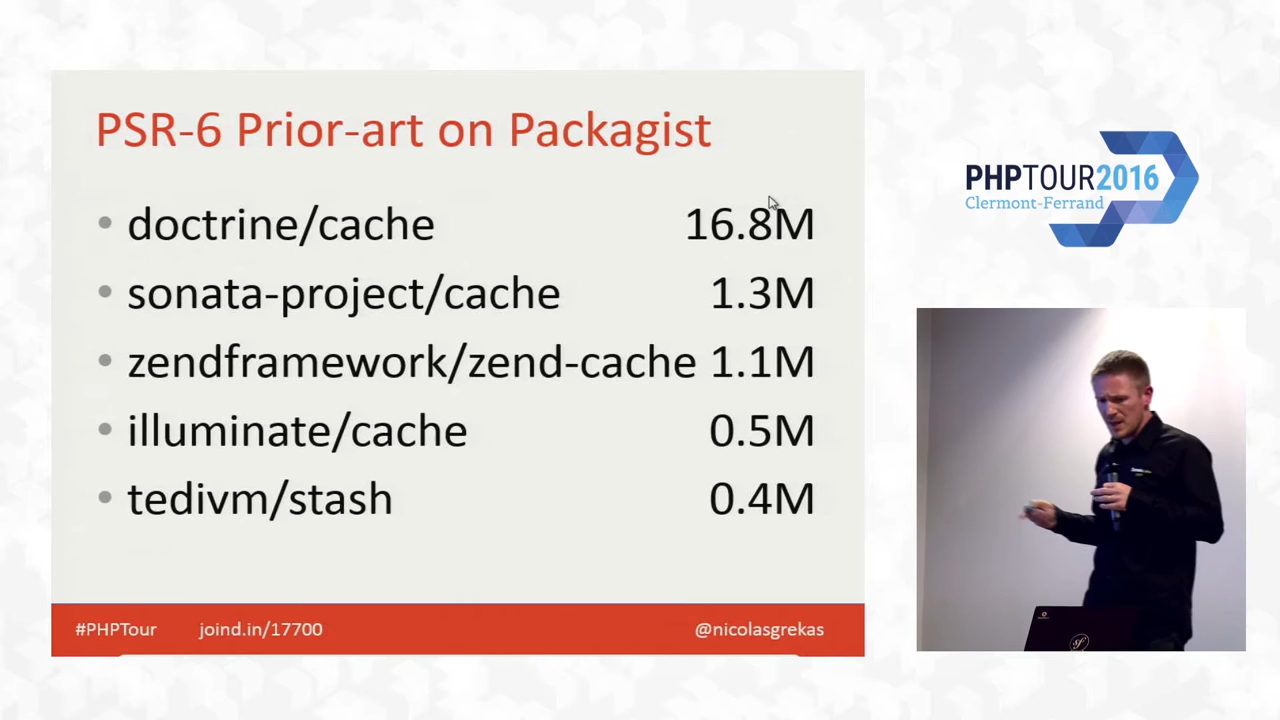 PSR-6 Prior-art on Packagist
• doctrine/cache 16.8M
• sonata-project/cache 1.3M
• zendframework/zend-cache 1.1M
• illuminate/cache 0.5M
• tedivm/stash 0.4M
#PHPTour joind.in/17700 @nicolasgrekas
PHPTOUR2016
Clermont-Ferrand
sf